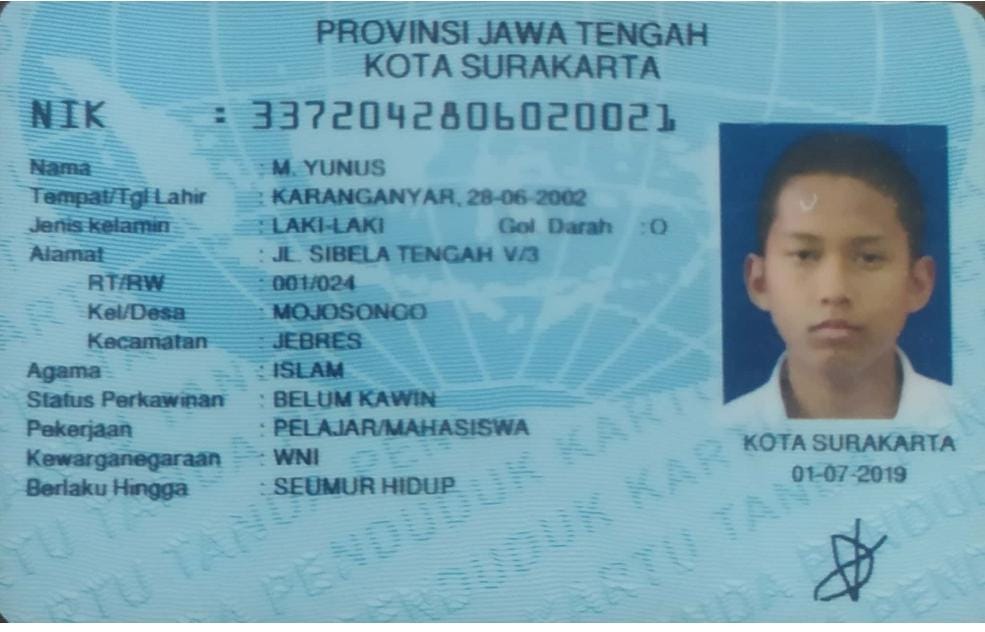 PROVINSI JAWA TENGAH
KOTA SURAKARTA
NIK : 3372042806020021
Nama : M. YUNUS
Tempat/Tgl Lahir : KARANGANYAR, 28-06-2002
Jenis kelamin : LAKI-LAKI Gol. Darah : O
Alamat : JL. SIBELA TENGAH V/3
RT/RW : 001/024
Kel/Desa : MOJOSONGO
Kecamatan : JEBRES
Agama : ISLAM
Status Perkawinan : BELUM KAWIN
Pekerjaan : PELAJAR/MAHASISWA
Kewarganegaraan : WNI
Berlaku Hingga : SEUMUR HIDUP
KOTA SURAKARTA
01-07-2019